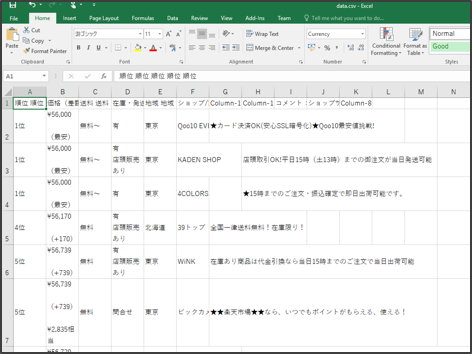 data.csv - Excel
File Home Insert Page Layout Formulas Data Review View Add-Ins Team Tell me what you want to do...
Cut
Copy
Format Painter
Paste
Clipboard
11
B I U
Font
Wrap Text
Merge & Center
Alignment
Currency
Number
Conditional Formatting
Format as Table
Normal
Good
Styles
A1 順位 順位 順位 順位 順位
A B C D E F G H I J K L M N
1 順位 順位 価格(差額 送料 送料 在庫・発送 地域 地域 ショップ/ Column-1 Column-1 コメント ショップラ Column-8
¥56,000
2 1位 (最安) 無料～ 有 東京 Qoo10 EVE ★カード決済OK(安心SSL暗号化)★Qoo10最安値挑戦!
¥56,000 有
店頭販売
3 1位 (最安) 無料～ あり 東京 KADEN SHOP 店頭取引OK!平日15時（土13時）までの御注文が当日発送可能
¥56,000
4 1位 (最安) 無料～ 有 東京 4COLORS ★15時までのご注文・振込確定で即日出荷可能です。
¥56,170 有
店頭販売
5 4位 (+170) 無料 あり 北海道 39トップ 全国一律送料無料！在庫限り！
¥56,739 有
店頭販売
6 5位 (+739) 無料 あり 東京 WiNK 在庫あり商品は代金引換なら当日15時までのご注文で当日出荷可能
¥56,739
(+739)
5位 無料 問合せ 東京 ビックカメ ★★楽天市場★★なら、いつでもポイントがもらえる、使える！
¥2,835相
7 当